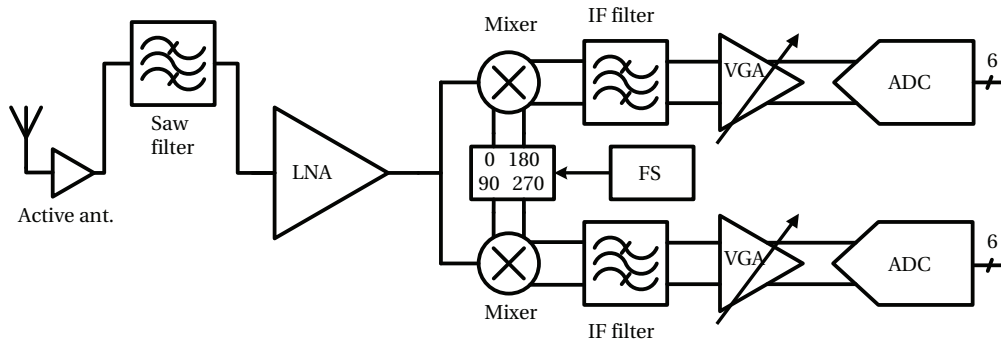 Mixer
IF filter
VGA
ADC
6
Saw
filter
Active ant.
LNA
0 180
90 270
FS
Mixer
IF filter
VGA
ADC
6